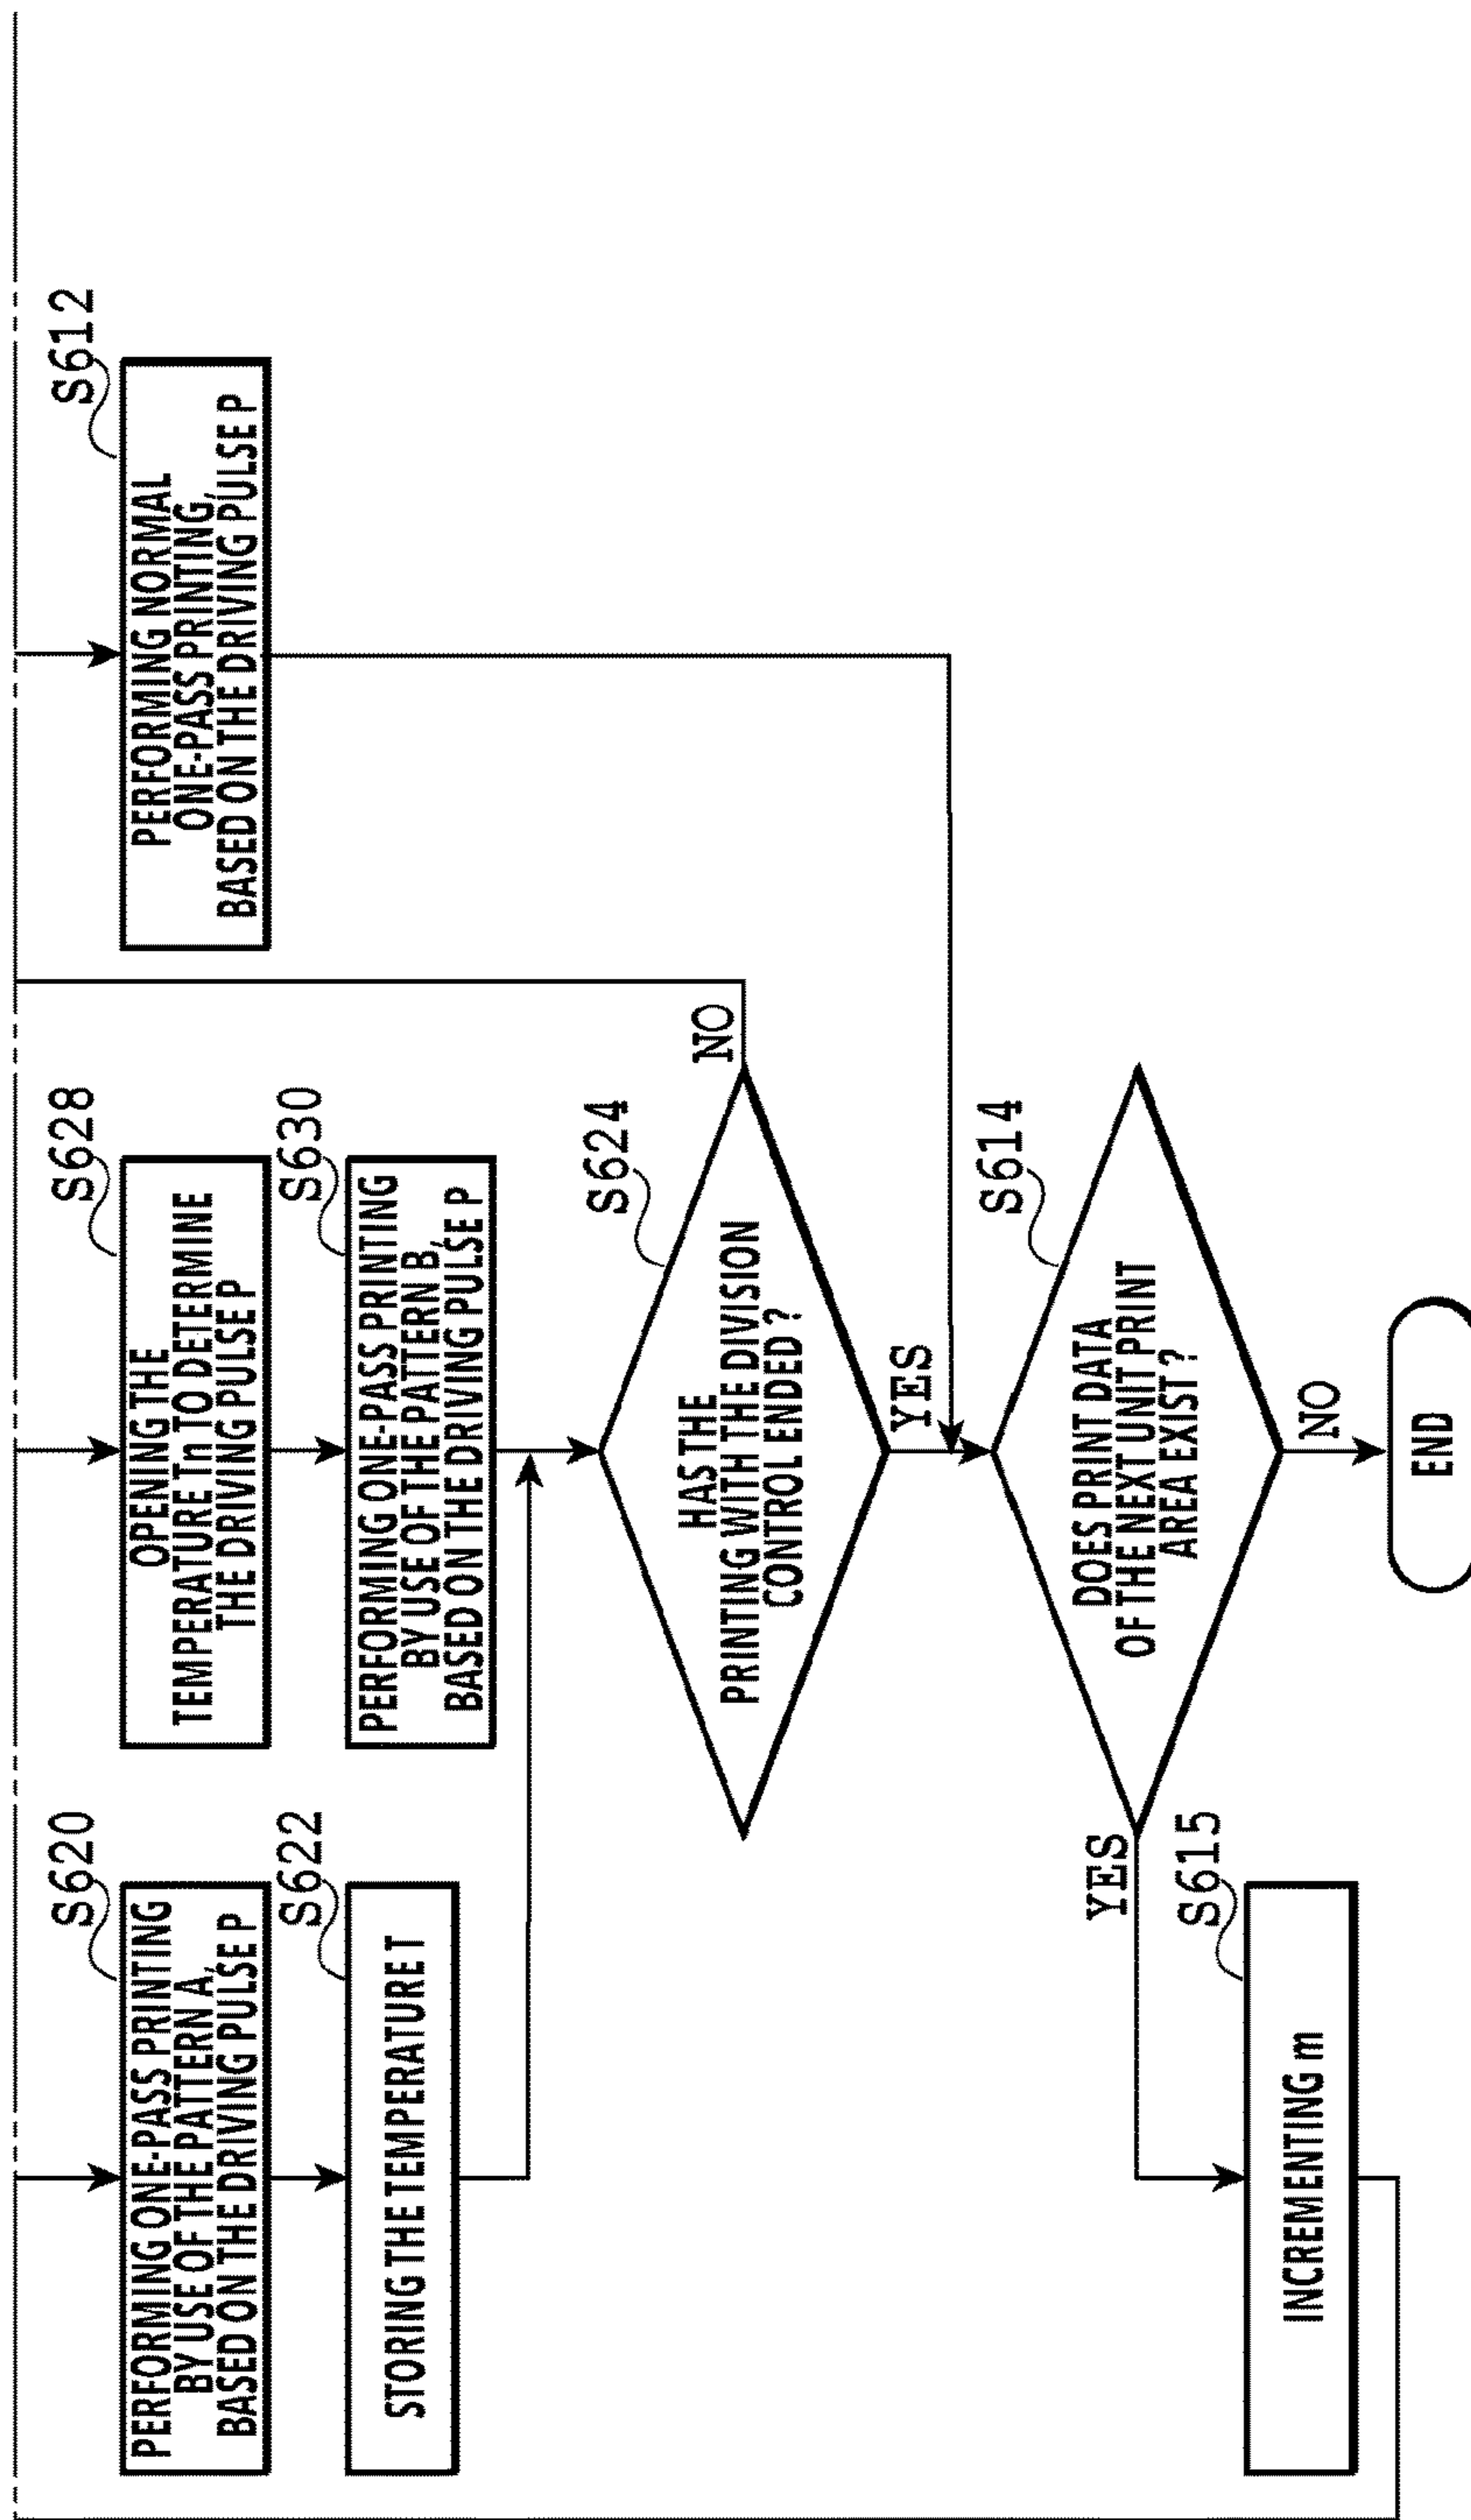 S620
PERFORMING ONE-PASS PRINTING
BY USE OF THE PATTERN A,
BASED ON THE DRIVING PULSE P
S622
STORING THE TEMPERATURE T
S628
OPENING THE
TEMPERATURE Tn TO DETERMINE
THE DRIVING PULSE P
S630
PERFORMING ONE-PASS PRINTING
BY USE OF THE PATTERN B,
BASED ON THE DRIVING PULSE P
S612
PERFORMING NORMAL
ONE-PASS PRINTING,
BASED ON THE DRIVING PULSE P
S624
HAS THE
PRINTING WITH THE DIVISION
CONTROL ENDED ?
NO
YES
S614
DOES PRINT DATA
OF THE NEXT UNIT PRINT
AREA EXIST ?
YES
NO
S615
INCREMENTING m
END